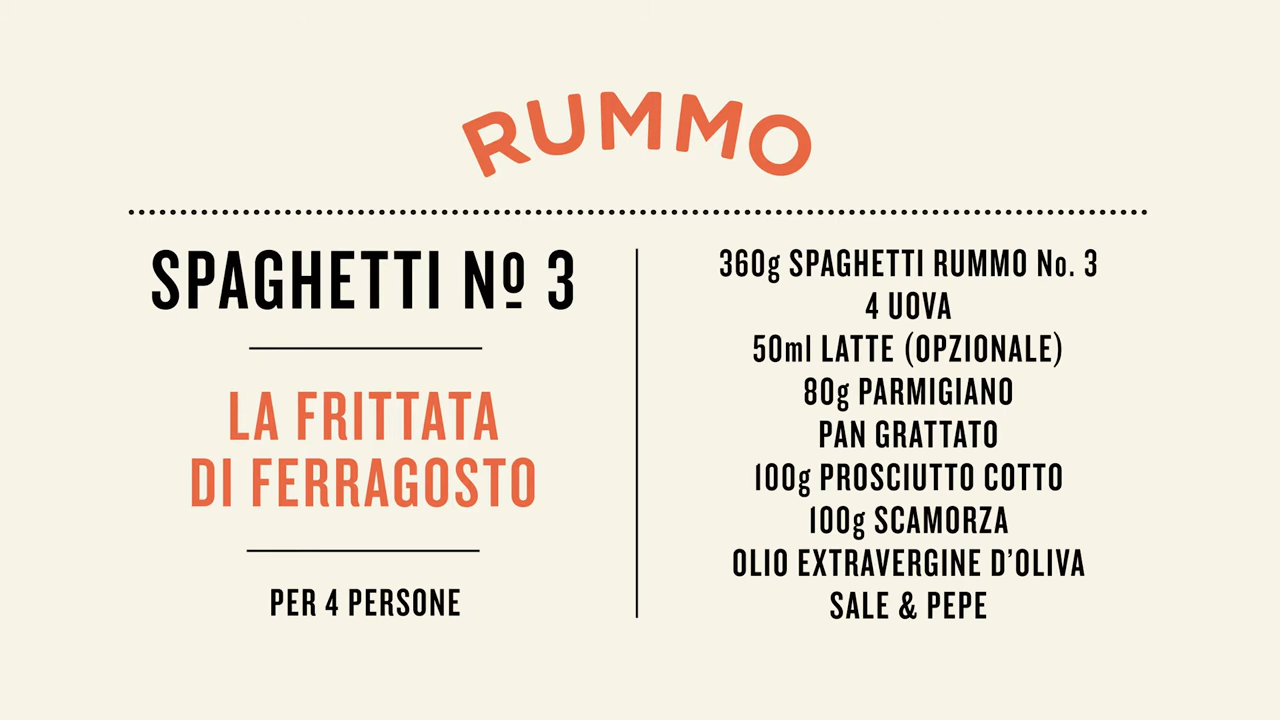 RUMMO
SPAGHETTI Nº 3
LA FRITTATA
DI FERRAGOSTO
PER 4 PERSONE
360g SPAGHETTI RUMMO No. 3
4 UOVA
50ml LATTE (OPZIONALE)
80g PARMIGIANO
PAN GRATTATO
100g PROSCIUTTO COTTO
100g SCAMORZA
OLIO EXTRAVERGINE D'OLIVA
SALE & PEPE